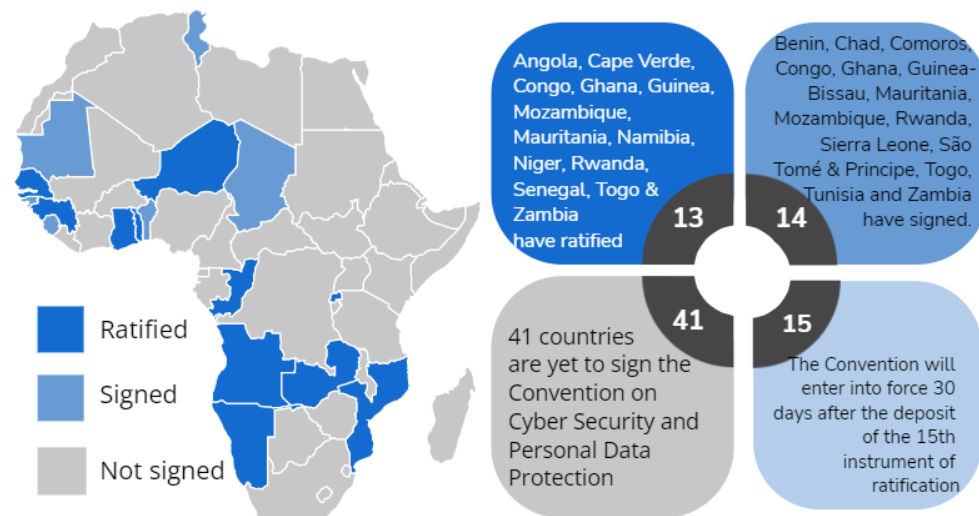 Ratified
Signed
Not signed
Angola, Cape Verde,
Congo, Ghana, Guinea,
Mozambique,
Mauritania, Namibia,
Niger, Rwanda,
Senegal, Togo &
Zambia
have ratified
13
Benin, Chad, Comoros,
Congo, Ghana, Guinea-
Bissau, Mauritania,
Mozambique, Rwanda,
Sierra Leone, São
Tomé & Principe, Togo,
Tunisia and Zambia
have signed.
14
41
41 countries
are yet to sign the
Convention on
Cyber Security and
Personal Data
Protection
15
The Convention will
enter into force 30
days after the deposit
of the 15th
instrument of
ratification